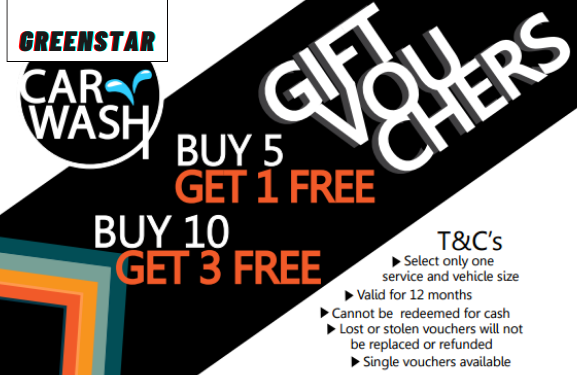 GREENSTAR
CAR
WASH
GIFT
VOU
CHERS
BUY 5
GET 1 FREE
BUY 10
GET 3 FREE
T&C's
Select only one
service and vehicle size
Valid for 12 months
Cannot be redeemed for cash
Lost or stolen vouchers will not
be replaced or refunded
Single vouchers available